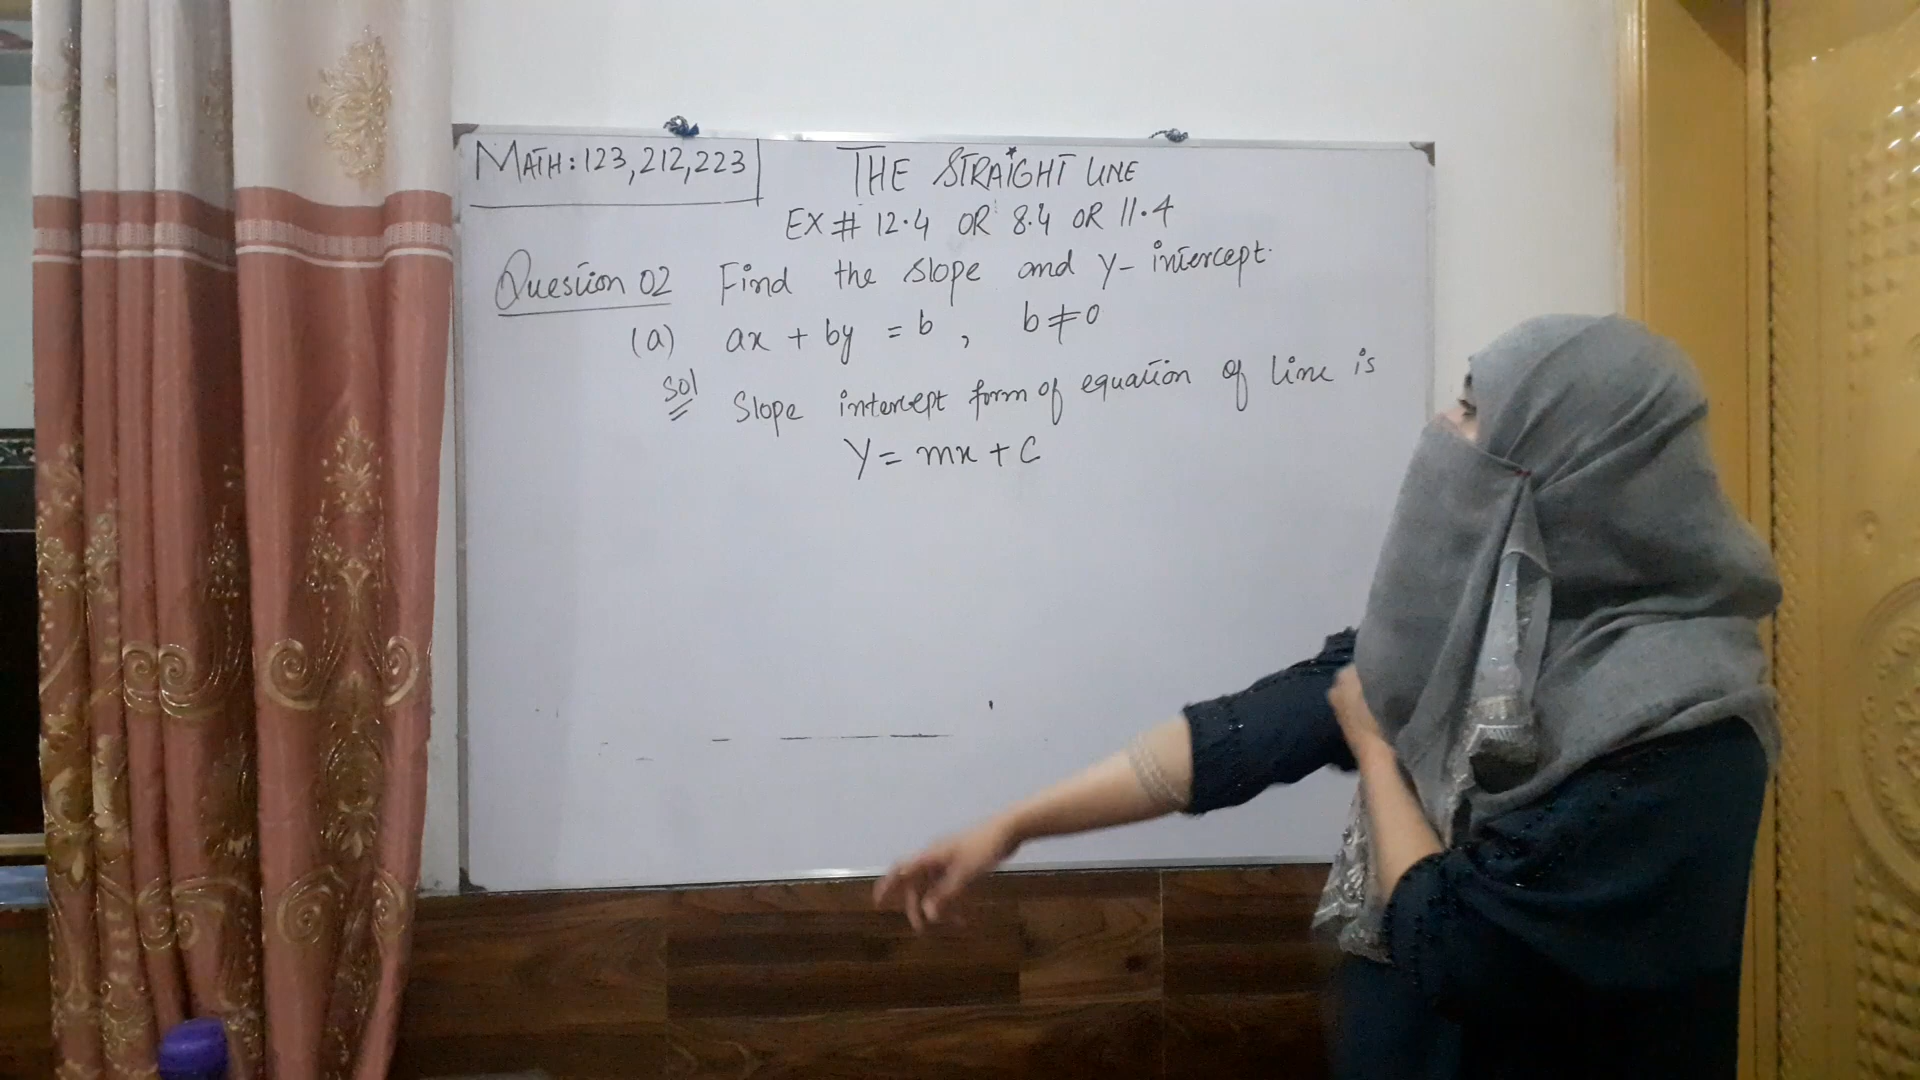 MATH: 123,212,223
THE STRAIGHT LINE
EX # 12.4 OR 8.4 OR 11.4
Question 02 Find the slope and y-intercept.
(a) ax + by = b , b ≠ 0
Sol Slope intercept form of equation of line is
Y = mx + C